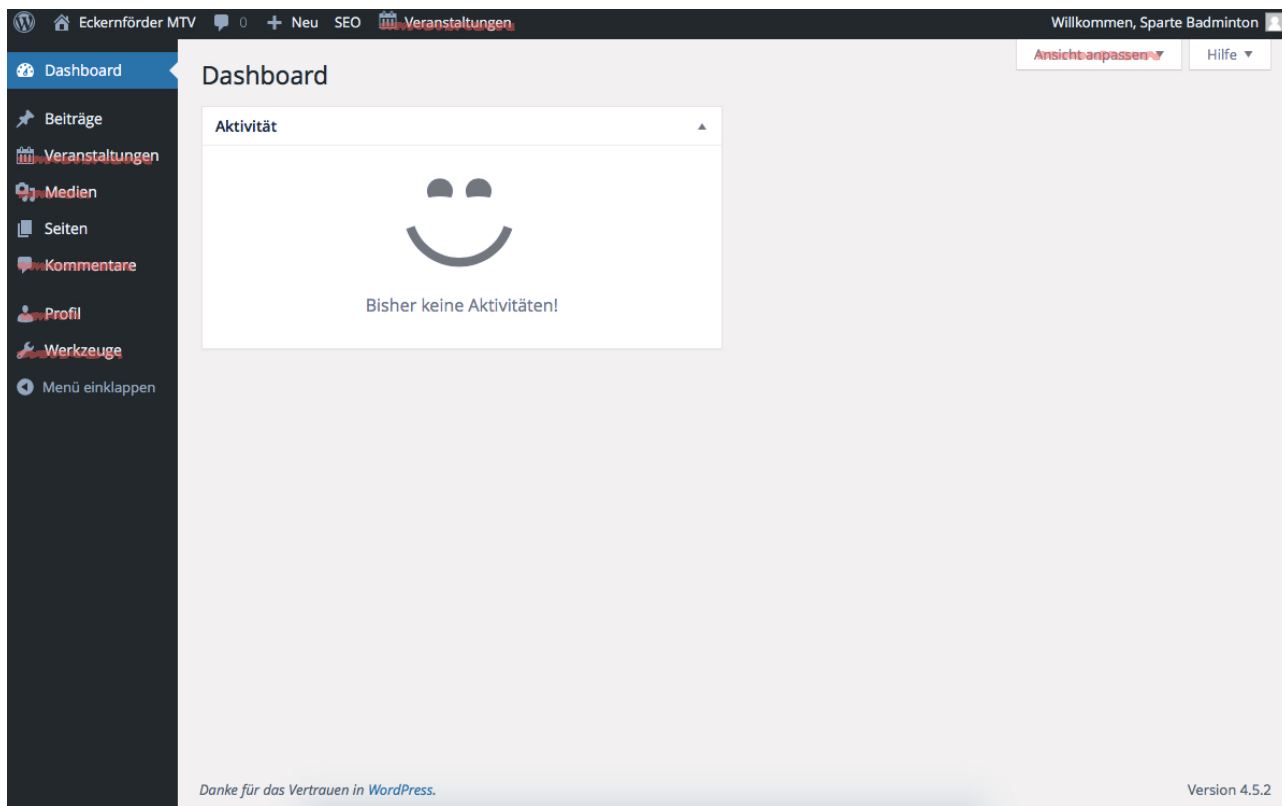 Eckernförder MTV 0 Neu SEO Veranstaltungen Willkommen, Sparte Badminton
Ansicht anpassen ▼ Hilfe ▼
Dashboard
Dashboard
Beiträge
Aktivität
Veranstaltungen
Medien
Seiten
Kommentare
Bisher keine Aktivitäten!
Profil
Werkzeuge
Menü einklappen
Danke für das Vertrauen in WordPress. Version 4.5.2